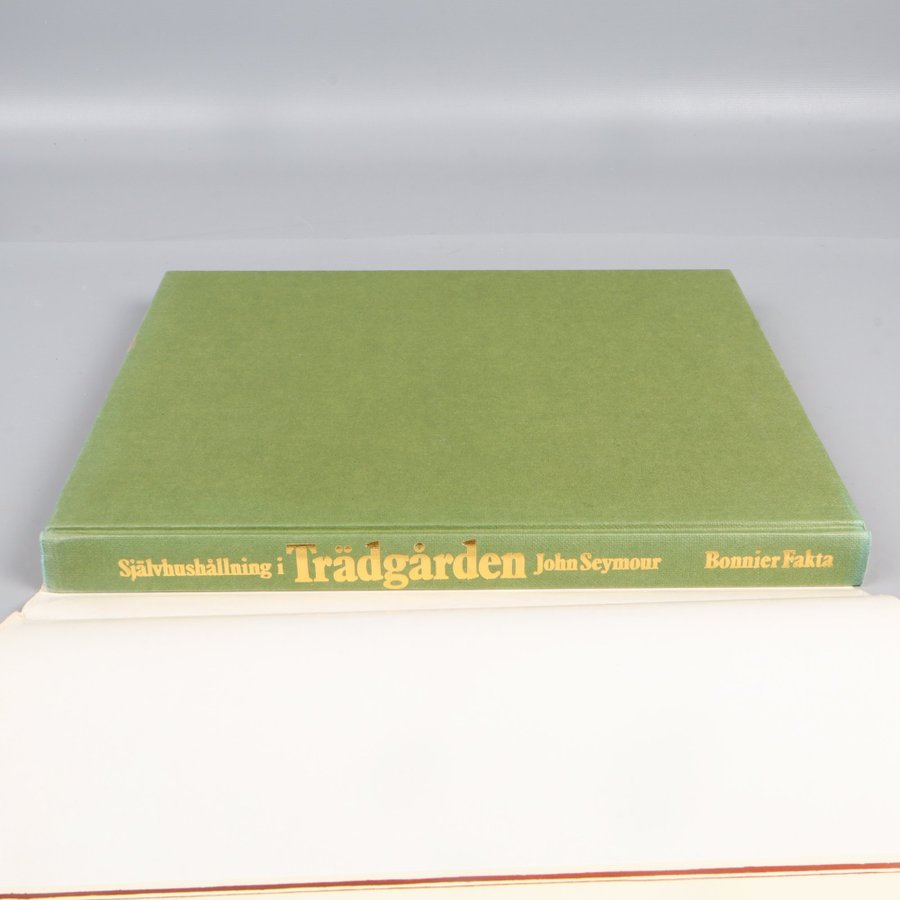 Självhushållning i Trädgården John Seymour Bonnier Fakta